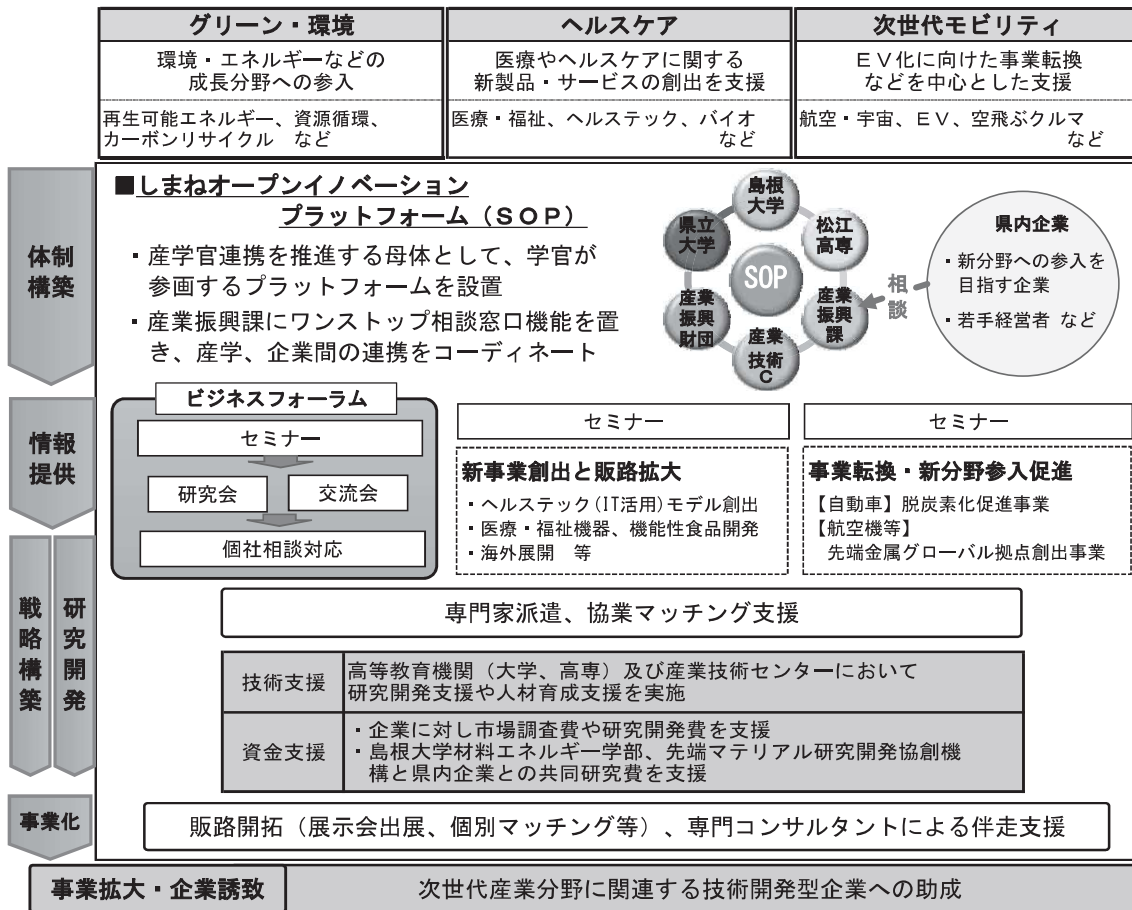 グリーン・環境
環境・エネルギーなどの
成長分野への参入
再生可能エネルギー、資源循環、
カーボンリサイクル　など
ヘルスケア
医療やヘルスケアに関する
新製品・サービスの創出を支援
医療・福祉、ヘルステック、バイオ
など
次世代モビリティ
ＥＶ化に向けた事業転換
などを中心とした支援
航空・宇宙、ＥＶ、空飛ぶクルマ
など
体制
構築
■しまねオープンイノベーション
プラットフォーム（ＳＯＰ）
・産学官連携を推進する母体として、学官が
参画するプラットフォームを設置
・産業振興課にワンストップ相談窓口機能を置
き、産学、企業間の連携をコーディネート
島根
大学
県立
大学
松江
高専
SOP
産業
振興
財団
産業
振興
課
産業
技術
C
相
談
県内企業
・新分野への参入を
目指す企業
・若手経営者 など
情報
提供
ビジネスフォーラム
セミナー
研究会
交流会
個社相談対応
セミナー
新事業創出と販路拡大
・ヘルステック(IT活用)モデル創出
・医療・福祉機器、機能性食品開発
・海外展開　等
セミナー
事業転換・新分野参入促進
【自動車】脱炭素化促進事業
【航空機等】
先端金属グローバル拠点創出事業
戦略構築
研究開発
専門家派遣、協業マッチング支援
技術支援
高等教育機関（大学、高専）及び産業技術センターにおいて
研究開発支援や人材育成支援を実施
資金支援
・企業に対し市場調査費や研究開発費を支援
・島根大学材料エネルギー学部、先端マテリアル研究開発協創機
構と県内企業との共同研究費を支援
事業化
販路開拓（展示会出展、個別マッチング等）、専門コンサルタントによる伴走支援
事業拡大・企業誘致
次世代産業分野に関連する技術開発型企業への助成